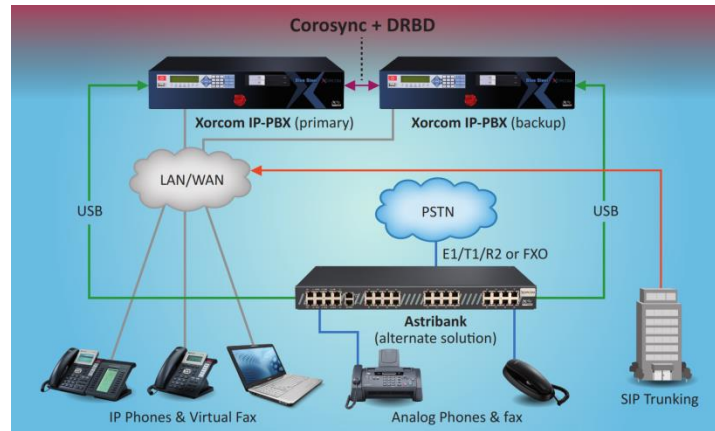 Corosync + DRBD
Xorcom IP-PBX (primary)
Xorcom IP-PBX (backup)
LAN/WAN
USB
PSTN
USB
E1/T1/R2 or FXO
Astribank
(alternate solution)
IP Phones & Virtual Fax
Analog Phones & fax
SIP Trunking